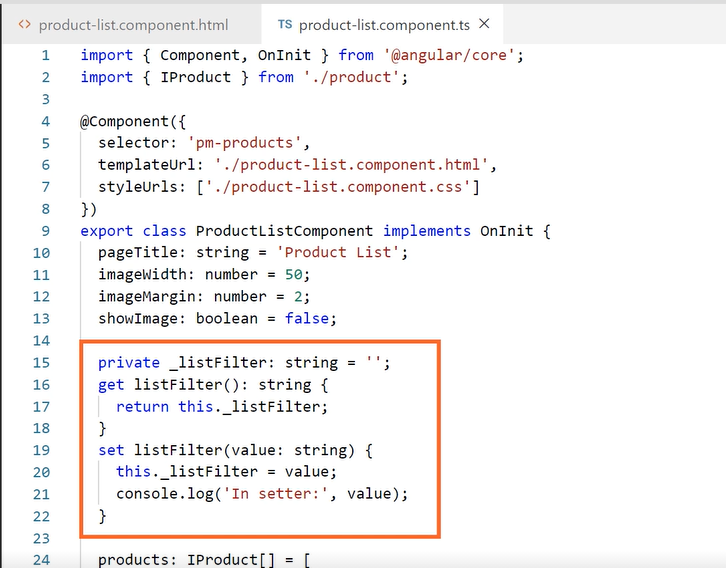 <> product-list.component.html TS product-list.component.ts ×
1 import { Component, OnInit } from '@angular/core';
2 import { IProduct } from './product';
3
4 @Component({
5 selector: 'pm-products',
6 templateUrl: './product-list.component.html',
7 styleUrls: ['./product-list.component.css']
8 })
9 export class ProductListComponent implements OnInit {
10 pageTitle: string = 'Product List';
11 imageWidth: number = 50;
12 imageMargin: number = 2;
13 showImage: boolean = false;
14
15 private _listFilter: string = '';
16 get listFilter(): string {
17 return this._listFilter;
18 }
19 set listFilter(value: string) {
20 this._listFilter = value;
21 console.log('In setter:', value);
22 }
23
24 products: IProduct[] = [